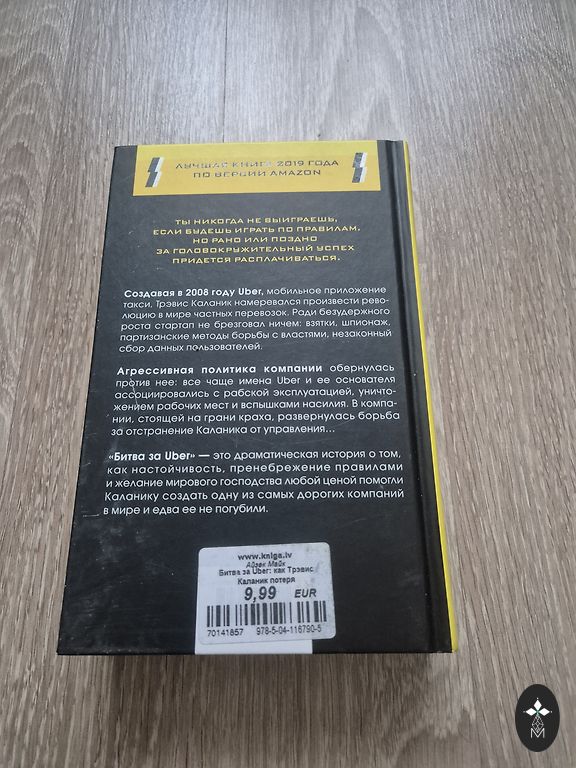 ЛУЧШАЯ КНИГА 2019 ГОДА
ПО ВЕРСИИ AMAZON
ТЫ НИКОГДА НЕ ВЫИГРАЕШЬ,
ЕСЛИ БУДЕШЬ ИГРАТЬ ПО ПРАВИЛАМ.
НО РАНО ИЛИ ПОЗДНО
ЗА ГОЛОВОКРУЖИТЕЛЬНЫЙ УСПЕХ
ПРИДЕТСЯ РАСПЛАЧИВАТЬСЯ.
Создавая в 2008 году Uber, мобильное приложение
такси, Трэвис Каланик намеревался произвести рево-
люцию в мире частных перевозок. Ради безудержного
роста стартап не брезговал ничем: взятки, шпионаж,
партизанские методы борьбы с властями, незаконный
сбор данных пользователей.
Агрессивная политика компании обернулась
против нее: все чаще имена Uber и ее основателя
ассоциировались с рабской эксплуатацией, уничто-
жением рабочих мест и вспышками насилия. В компа-
нии, стоящей на грани краха, развернулась борьба
за отстранение Каланика от управления...
«Битва за Uber» — это драматическая история о том,
как настойчивость, пренебрежение правилами
и желание мирового господства любой ценой помогли
Каланику создать одну из самых дорогих компаний
в мире и едва ее не погубили.
www.kniga.lv
Айзек Майк
Битва за Uber: как Трэвис
Каланик потеря
9,99 EUR
70141857 978-5-04-116790-5
M